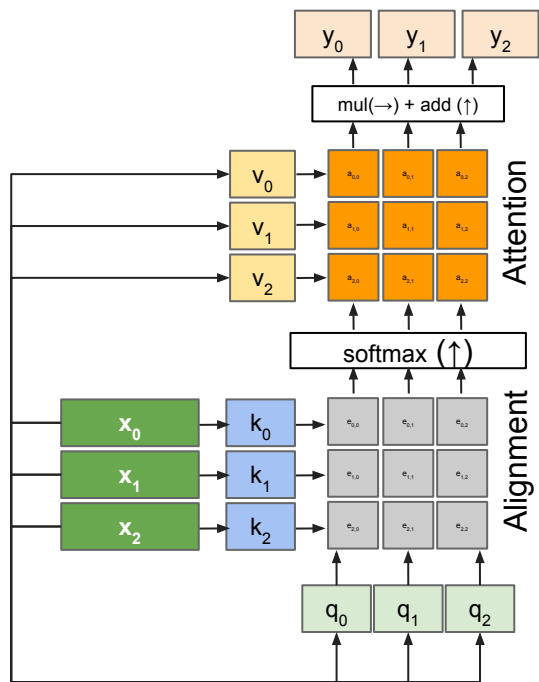 y0 y1 y2
mul(→) + add (↑)
v0 a0,0 a0,1 a0,2
v1 a1,0 a1,1 a1,2
v2 a2,0 a2,1 a2,2
Attention
softmax (↑)
x0 k0 e0,0 e0,1 e0,2
x1 k1 e1,0 e1,1 e1,2
x2 k2 e2,0 e2,1 e2,2
Alignment
q0 q1 q2